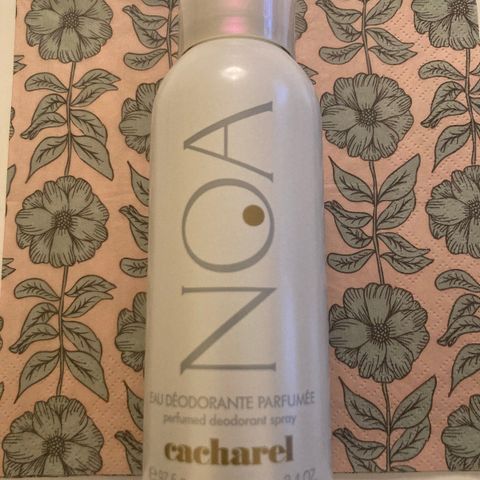 NOA
EAU DÉODORANTE PARFUMÉE
perfumed deodorant spray
cacharel